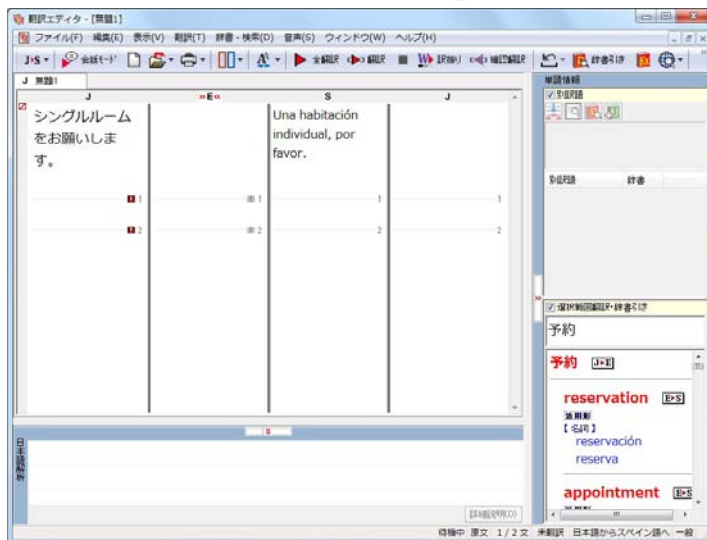 翻訳エディタ - [無題1]
ファイル(F) 編集(E) 表示(V) 翻訳(T) 辞書・検索(D) 音声(S) ウィンドウ(W) ヘルプ(H)
J▸S 会話モード 全翻訳 翻訳 訳振り 確認翻訳 辞書引き
J 無題1
J »E« S J
シングルルーム
をお願いしま
す。
Una habitación
individual, por
favor.
1 1 1 1
2 2 2 2
単語情報
別訳語
別訳語 辞書
選択範囲翻訳・辞書引き
予約
予約 J▸E
reservation E▸S
活用形
【名詞】
reservación
reserva
appointment E▸S
日本語解析
詳細説明(O)
待機中 原文 1 / 2 文 未翻訳 日本語からスペイン語へ 一般